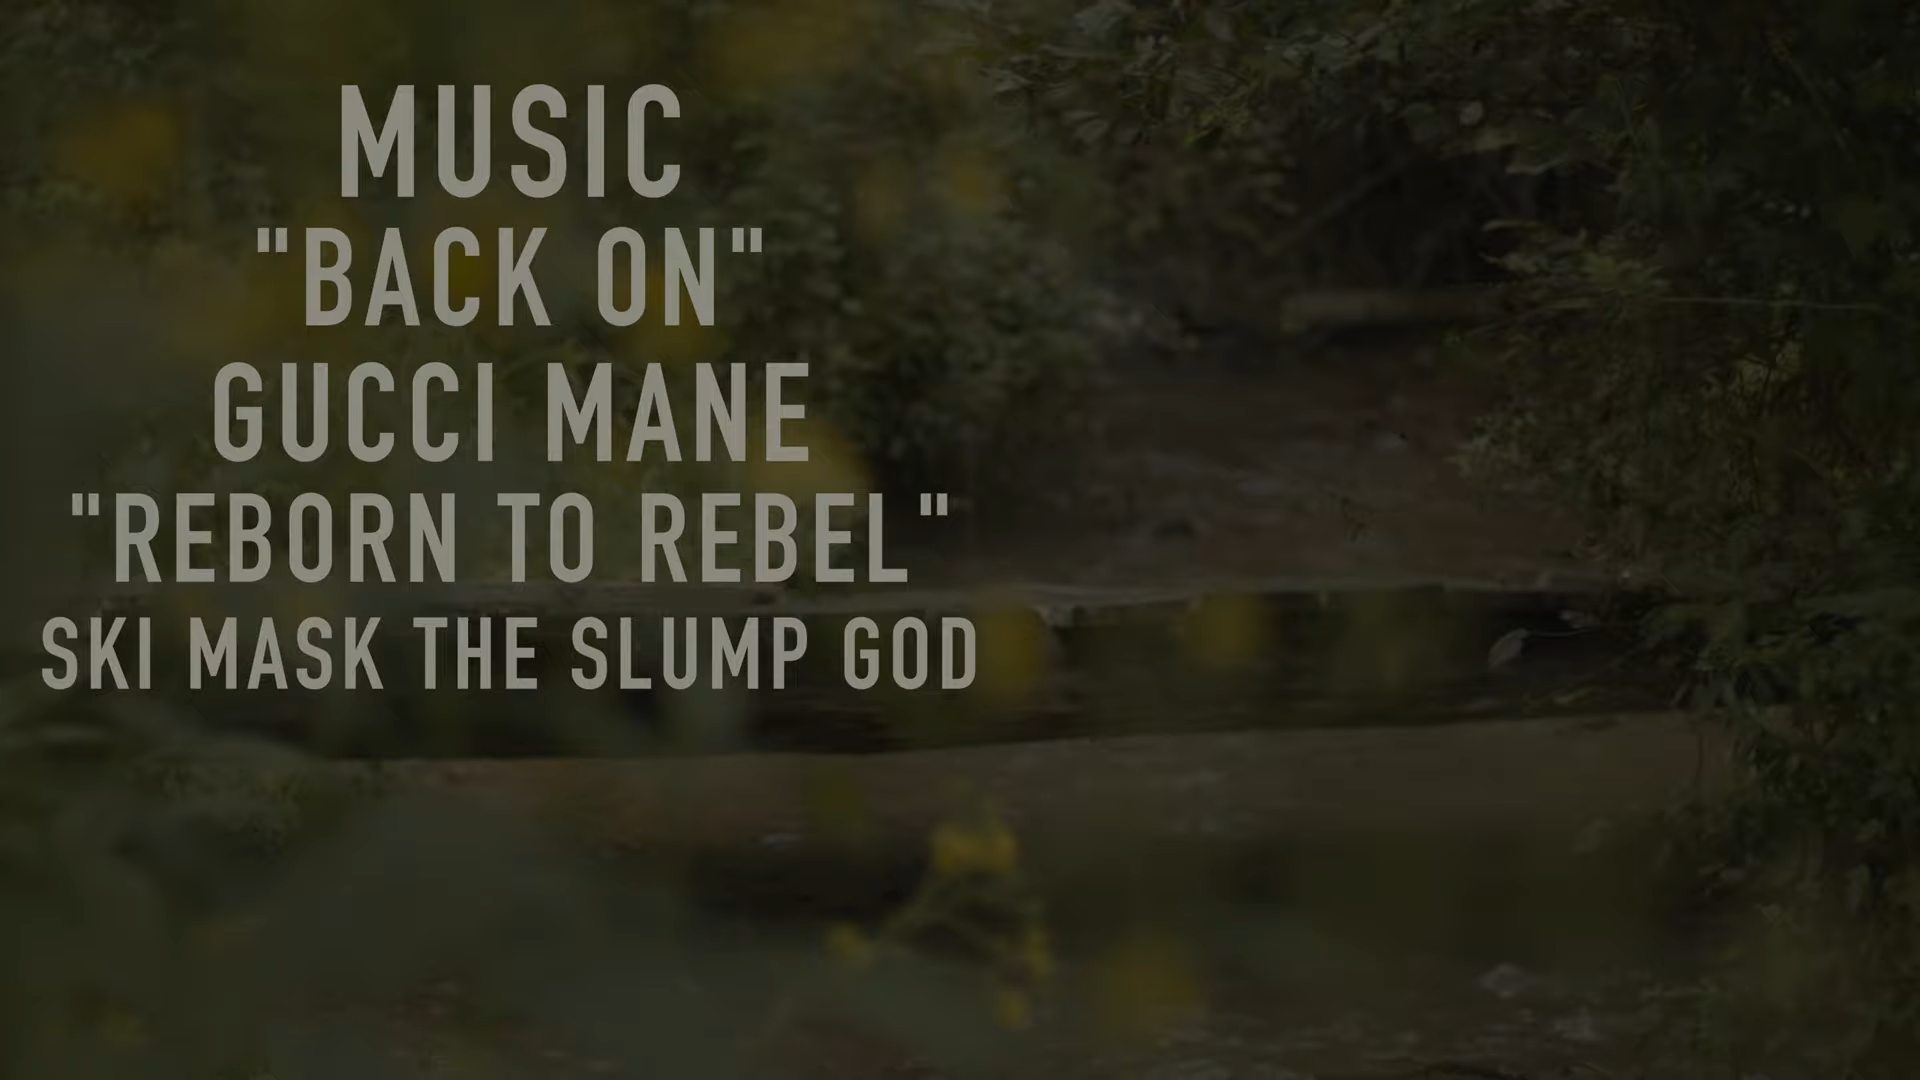 MUSIC
"BACK ON"
GUCCI MANE
"REBORN TO REBEL"
SKI MASK THE SLUMP GOD